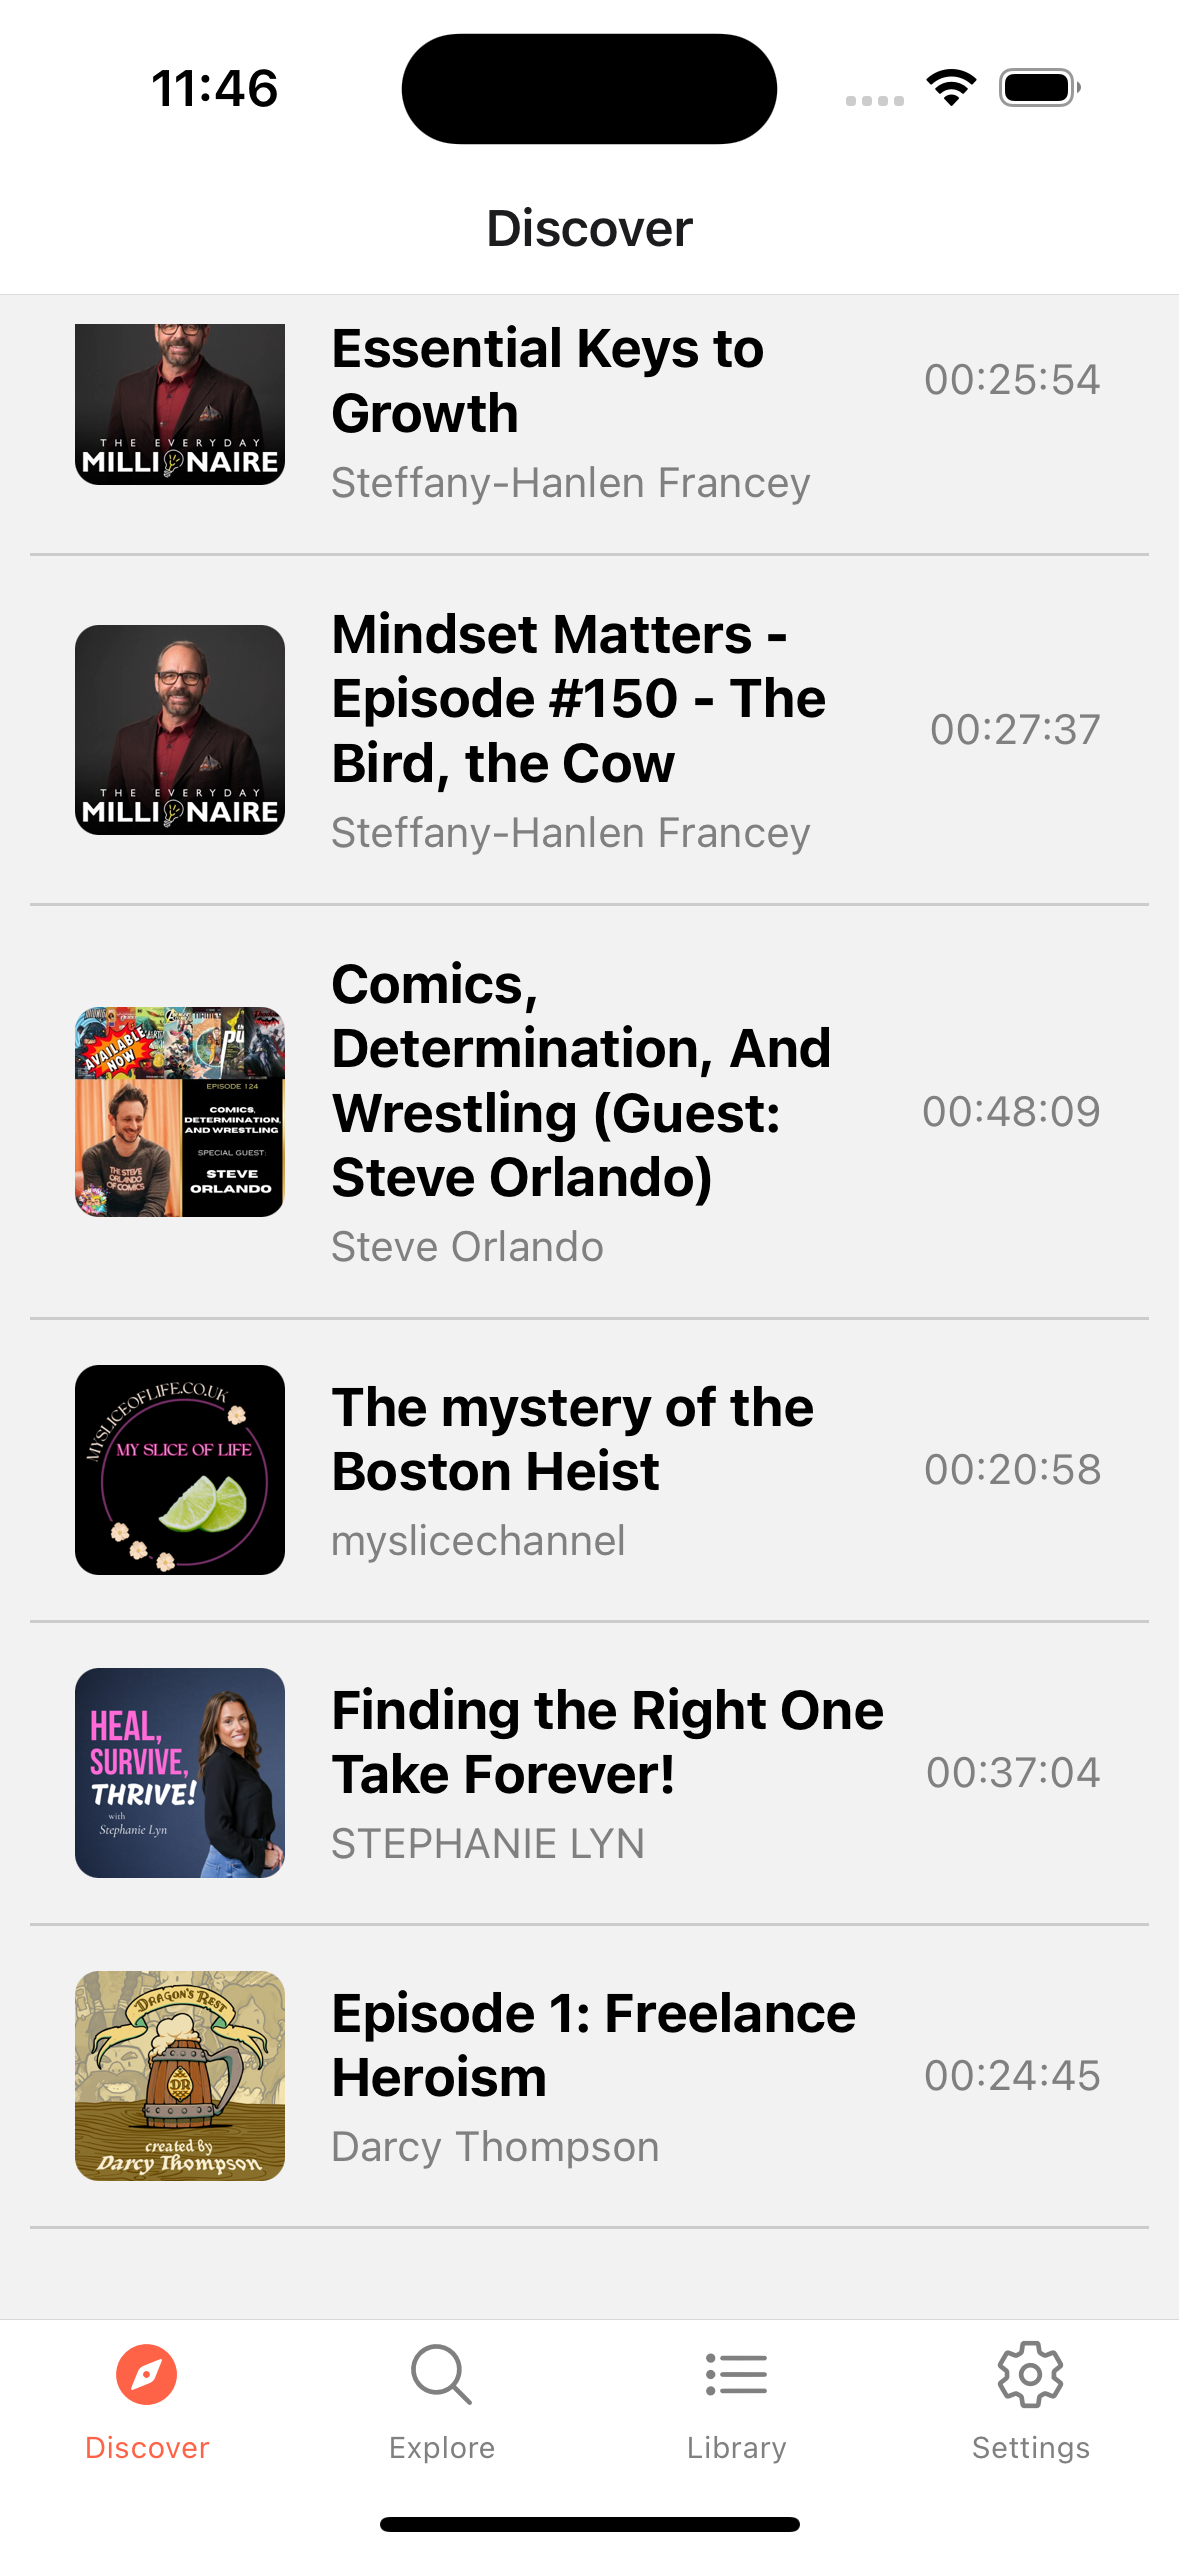 11:46
Discover
THE EVERYDAY
MILLIONAIRE
Essential Keys to
Growth
Steffany-Hanlen Francey
00:25:54
THE EVERYDAY
MILLIONAIRE
Mindset Matters -
Episode #150 - The
Bird, the Cow
Steffany-Hanlen Francey
00:27:37
AVAILABLE
NOW
EPISODE 124
COMICS,
DETERMINATION,
AND WRESTLING
SPECIAL GUEST:
STEVE
ORLANDO
THE STEVE
ORLANDO
OF COMICS
Comics,
Determination, And
Wrestling (Guest:
Steve Orlando)
Steve Orlando
00:48:09
MYSLICEOFLIFE.CO.UK
MY SLICE OF LIFE
The mystery of the
Boston Heist
myslicechannel
00:20:58
HEAL,
SURVIVE,
THRIVE!
with
Stephanie Lyn
Finding the Right One
Take Forever!
STEPHANIE LYN
00:37:04
DRAGON'S REST
DR
created by
Darcy Thompson
Episode 1: Freelance
Heroism
Darcy Thompson
00:24:45
Discover
Explore
Library
Settings